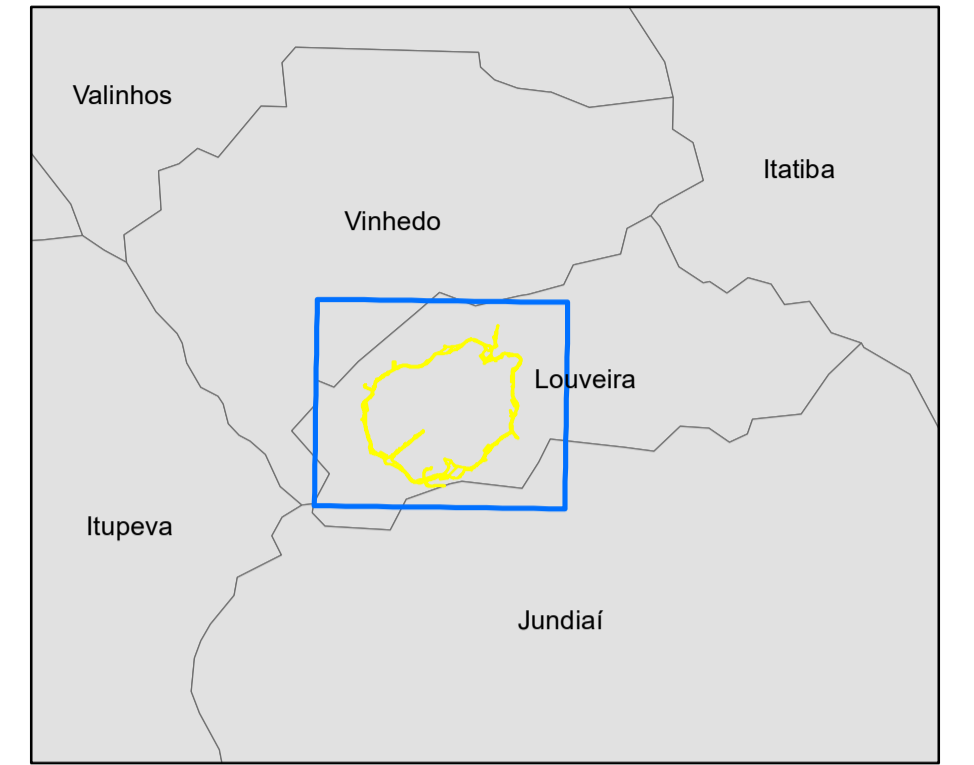 Valinhos
Itatiba
Vinhedo
Louveira
Itupeva
Jundiaí